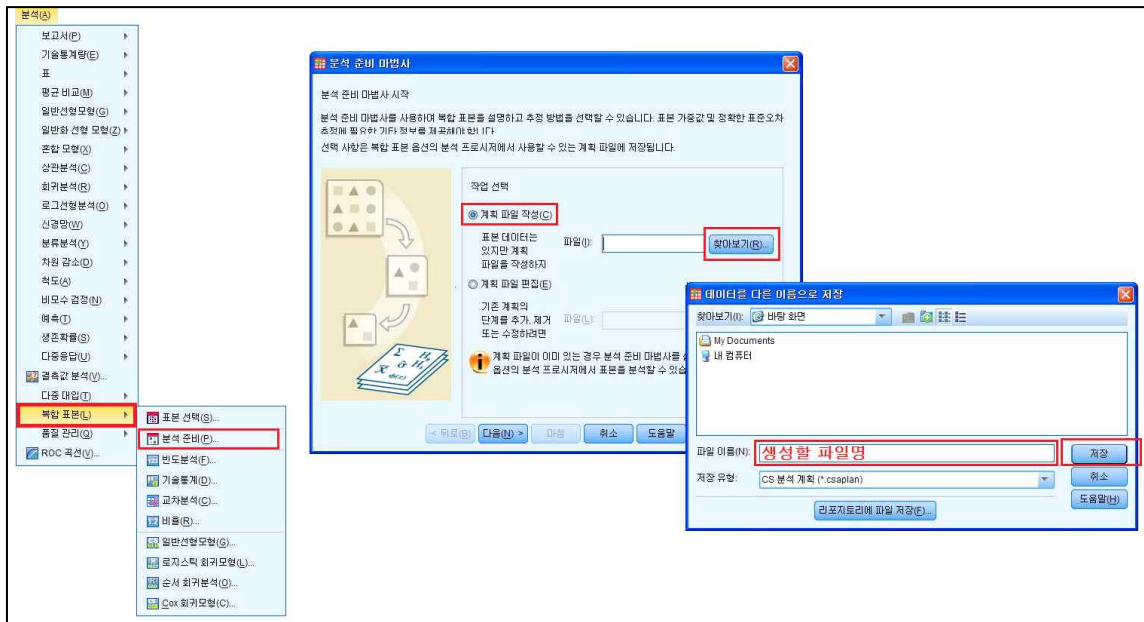 분석(A)
보고서(P)
기술통계량(E)
표
평균 비교(M)
일반선형모형(G)
일반화 선형 모형(Z)
혼합 모형(X)
상관분석(C)
회귀분석(R)
로그선형분석(O)
신경망(W)
분류분석(Y)
차원 감소(D)
척도(A)
비모수 검정(N)
예측(T)
생존확률(S)
다중응답(U)
결측값 분석(V)...
다중 대입(T)
복합 표본(L)
품질 관리(Q)
ROC 곡선(V)...
표본 선택(S)...
분석 준비(P)...
빈도분석(F)...
기술통계(D)...
교차분석(C)...
비율(R)...
일반선형모형(G)...
로지스틱 회귀모형(L)...
순서 회귀분석(O)...
Cox 회귀모형(C)...
분석 준비 마법사
분석 준비 마법사 시작
분석 준비 마법사를 사용하여 복합 표본을 설명하고 추정 방법을 선택할 수 있습니다. 표본 가중값 및 정확한 표준오차
추정에 필요한 기타 정보를 제공해야 합니다
선택 사항은 복합 표본 옵션의 분석 프로시저에서 사용할 수 있는 계획 파일에 저장됩니다.
작업 선택
계획 파일 작성(C)
표본 데이터는
있지만 계획
파일을 작성하지
파일(I):
찾아보기(R)...
계획 파일 편집(E)
기존 계획의
단계를 추가, 제거
또는 수정하려면
파일(L):
계획 파일이 이미 있는 경우 분석 준비 마법사를
옵션의 분석 프로시저에서 표본을 분석할 수 있습
< 뒤로(B)
다음(N) >
마침
취소
도움말
데이터를 다른 이름으로 저장
찾아보기(I):
바탕 화면
My Documents
내 컴퓨터
파일 이름(N):
생성할 파일명
저장
저장 유형:
CS 분석 계획 (*.csaplan)
취소
도움말(H)
리포지토리에 파일 저장(F)...